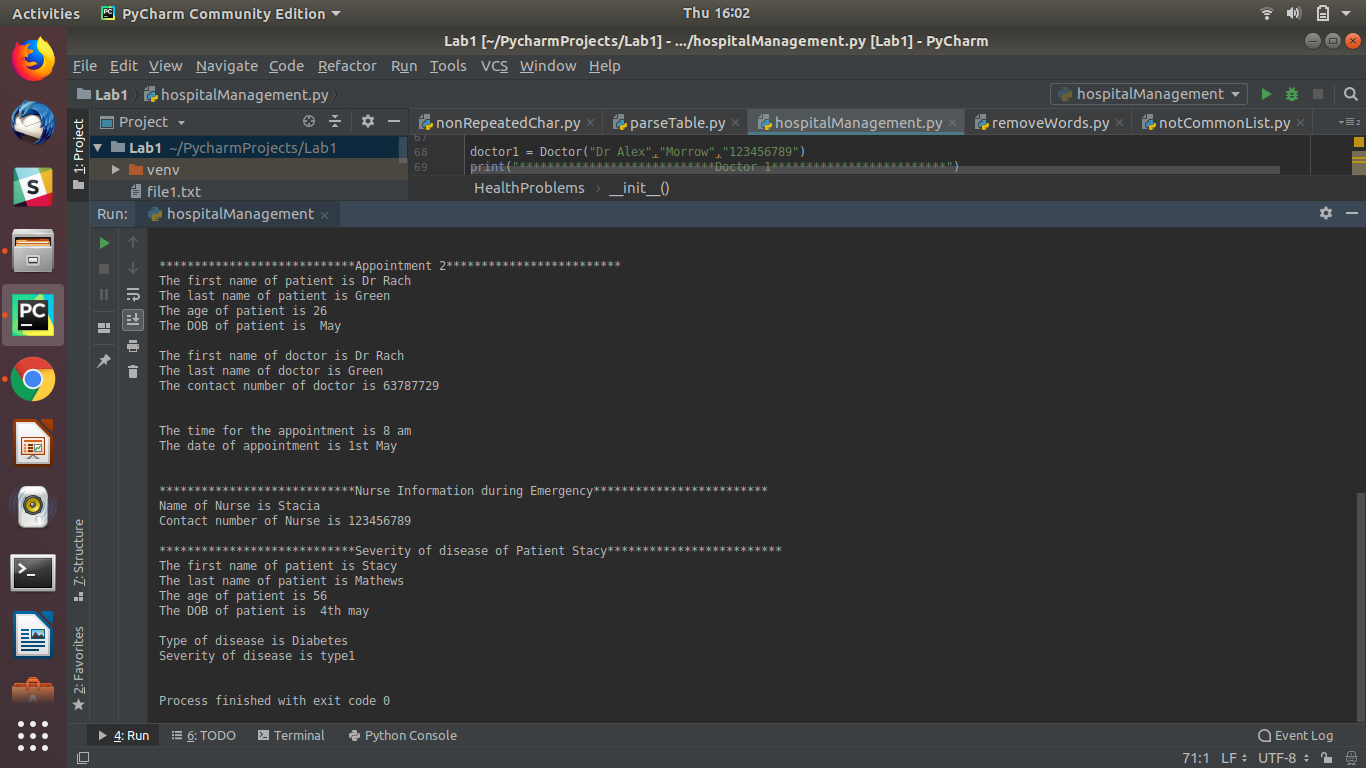 Activities PyCharm Community Edition Thu 16:02
Lab1 [~/PycharmProjects/Lab1] - .../hospitalManagement.py [Lab1] - PyCharm
File Edit View Navigate Code Refactor Run Tools VCS Window Help
Lab1 hospitalManagement.py hospitalManagement
1: Project
Project nonRepeatedChar.py parseTable.py hospitalManagement.py removeWords.py notCommonList.py
Lab1 ~/PycharmProjects/Lab1
venv
file1.txt
67
68 doctor1 = Doctor("Dr Alex","Morrow","123456789")
69 print("****************************Doctor 1*************************")
HealthProblems › __init__()
Run: hospitalManagement
****************************Appointment 2*************************
The first name of patient is Dr Rach
The last name of patient is Green
The age of patient is 26
The DOB of patient is  May
The first name of doctor is Dr Rach
The last name of doctor is Green
The contact number of doctor is 63787729
The time for the appointment is 8 am
The date of appointment is 1st May
****************************Nurse Information during Emergency*************************
Name of Nurse is Stacia
Contact number of Nurse is 123456789
****************************Severity of disease of Patient Stacy*************************
The first name of patient is Stacy
The last name of patient is Mathews
The age of patient is 56
The DOB of patient is  4th may
Type of disease is Diabetes
Severity of disease is type1
Process finished with exit code 0
7: Structure
2: Favorites
4: Run 6: TODO Terminal Python Console Event Log
71:1 LF UTF-8